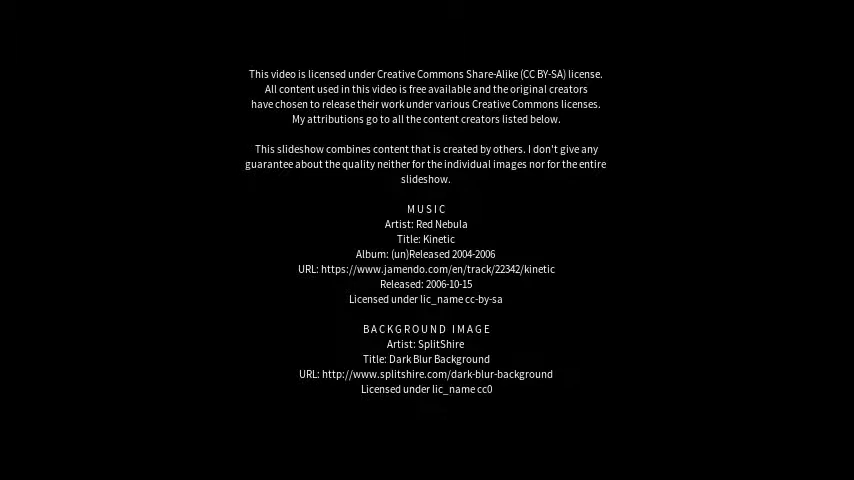 This video is licensed under Creative Commons Share-Alike (CC BY-SA) license.
All content used in this video is free available and the original creators
have chosen to release their work under various Creative Commons licenses.
My attributions go to all the content creators listed below.
This slideshow combines content that is created by others. I don't give any
guarantee about the quality neither for the individual images nor for the entire
slideshow.
MUSIC
Artist: Red Nebula
Title: Kinetic
Album: (un)Released 2004-2006
URL: https://www.jamendo.com/en/track/22342/kinetic
Released: 2006-10-15
Licensed under lic_name cc-by-sa
BACKGROUND IMAGE
Artist: SplitShire
Title: Dark Blur Background
URL: http://www.splitshire.com/dark-blur-background
Licensed under lic_name cc0